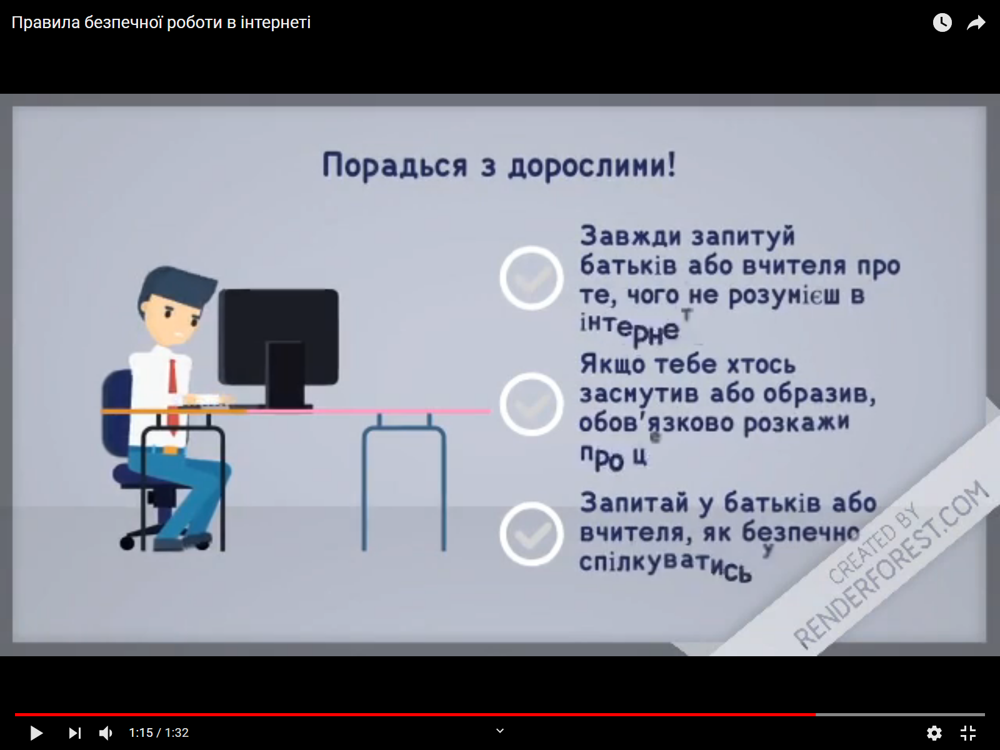 Правила безпечної роботи в інтернеті
Порадься з дорослими!
Завжди запитуй
батьків або вчителя про
те, чого не розумієш в
інтернет
Якщо тебе хтось
засмутив або образив,
обов'язково розкажи
про це
Запитай у батьків або
вчителя, як безпечно
спілкуватись у
CREATED BY
RENDERFOREST.COM
1:15 / 1:32